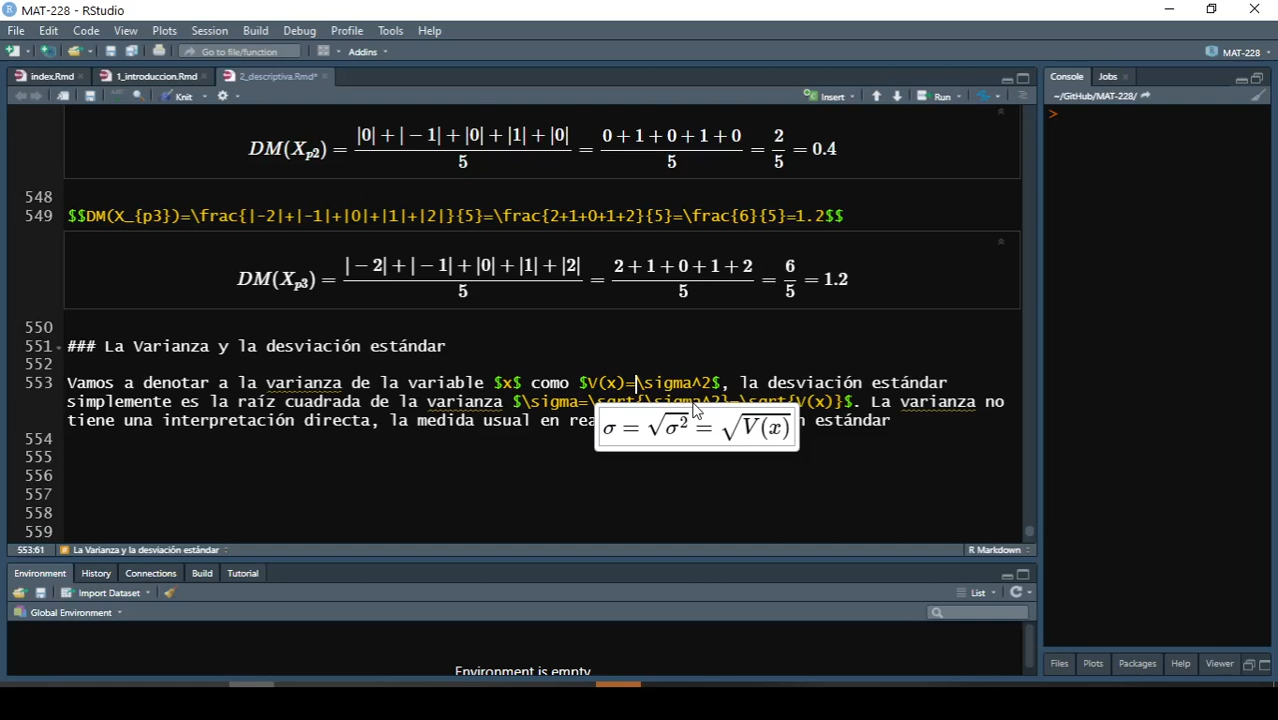 MAT-228 - RStudio
File Edit Code View Plots Session Build Debug Profile Tools Help
Go to file/function Addins MAT-228
index.Rmd 1_introduccion.Rmd 2_descriptiva.Rmd*
Knit Insert Run
DM(X_{p2}) = \frac{|0|+|-1|+|0|+|1|+|0|}{5} = \frac{0+1+0+1+0}{5} = \frac{2}{5} = 0.4
548
549 $$DM(X_{p3})=\frac{|-2|+|-1|+|0|+|1|+|2|}{5}=\frac{2+1+0+1+2}{5}=\frac{6}{5}=1.2$$
DM(X_{p3}) = \frac{|-2|+|-1|+|0|+|1|+|2|}{5} = \frac{2+1+0+1+2}{5} = \frac{6}{5} = 1.2
550
551 ### La Varianza y la desviación estándar
552
553 Vamos a denotar a la varianza de la variable $x$ como $V(x)=\sigma^2$, la desviación estándar
simplemente es la raíz cuadrada de la varianza $\sigma=\sqrt{\sigma^2}=\sqrt{V(x)}$. La varianza no
tiene una interpretación directa, la medida usual en rea n estándar
σ = √σ² = √V(x)
554
555
556
557
558
559
553:61 La Varianza y la desviación estándar R Markdown
Environment History Connections Build Tutorial
Import Dataset List
Global Environment
Environment is empty
Console Jobs
~/GitHub/MAT-228/
>
Files Plots Packages Help Viewer